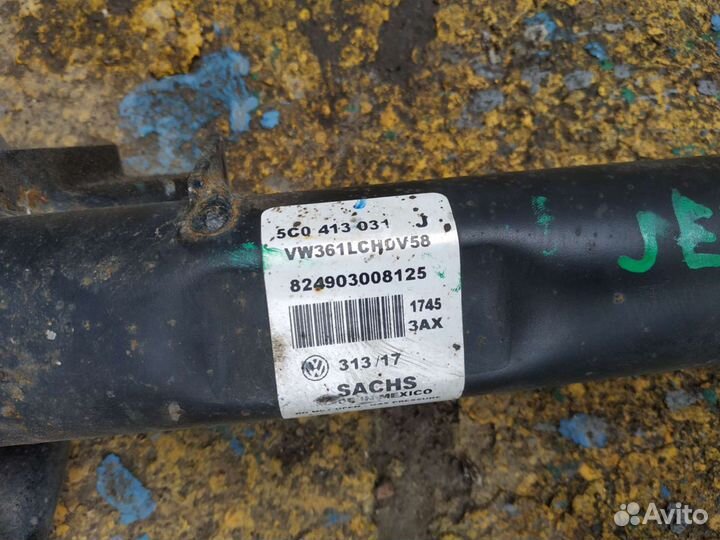 5C0 413 031 J
VW361LCHDV58
824903008125
1745
3AX
313/17
SACHS
MEXICO
JE
Avito